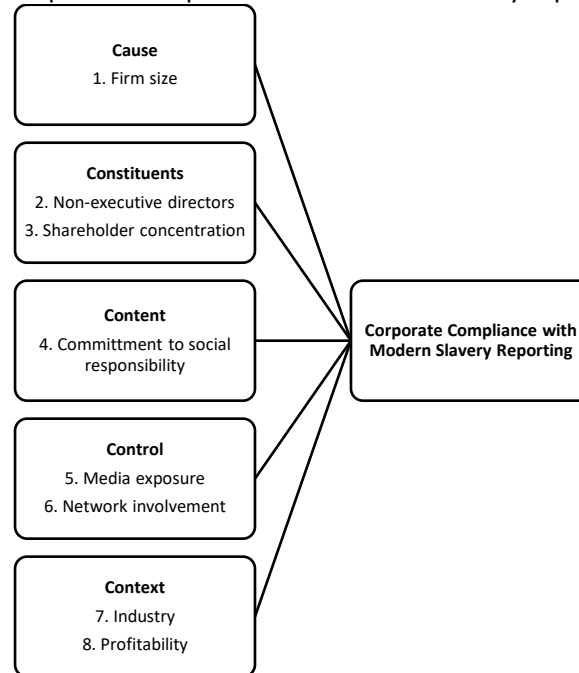 Cause
1. Firm size
Constituents
2. Non-executive directors
3. Shareholder concentration
Content
4. Committment to social
responsibility
Control
5. Media exposure
6. Network involvement
Context
7. Industry
8. Profitability
Corporate Compliance with
Modern Slavery Reporting